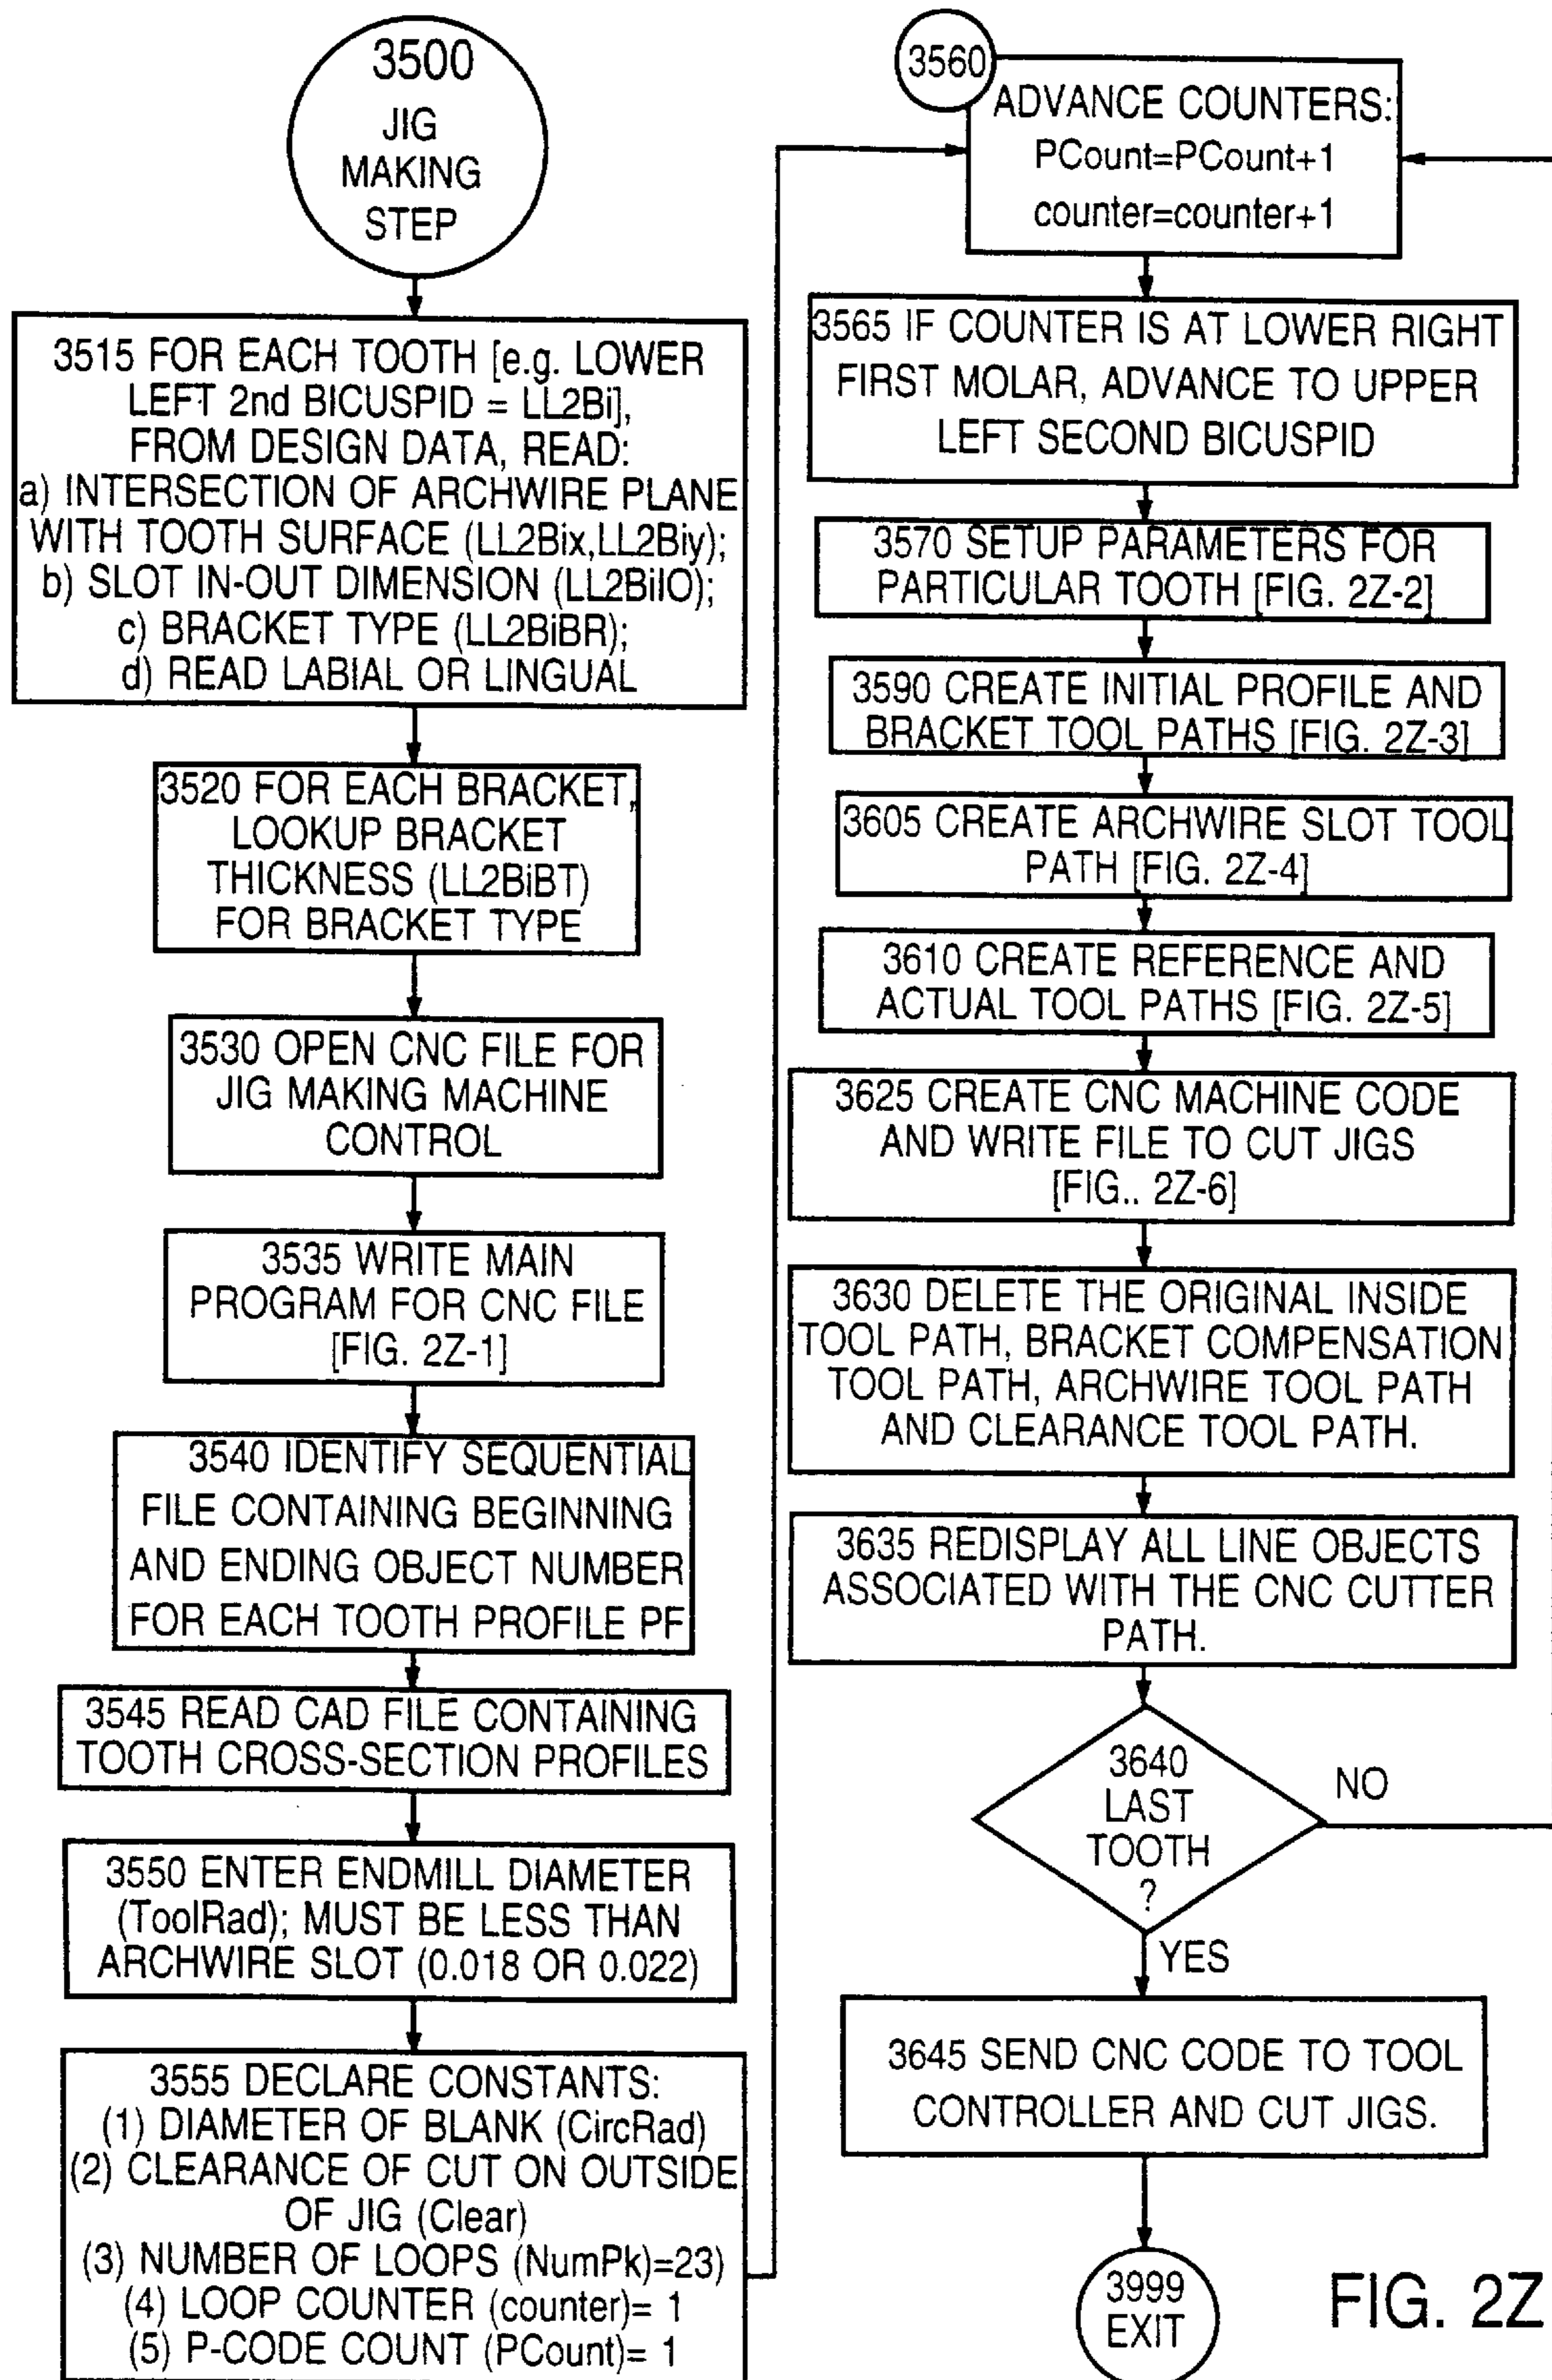 3500
JIG
MAKING
STEP
3515 FOR EACH TOOTH [e.g. LOWER
LEFT 2nd BICUSPID = LL2Bi],
FROM DESIGN DATA, READ:
a) INTERSECTION OF ARCHWIRE PLANE
WITH TOOTH SURFACE (LL2Bix,LL2Biy);
b) SLOT IN-OUT DIMENSION (LL2BiIO);
c) BRACKET TYPE (LL2BiBR);
d) READ LABIAL OR LINGUAL
3520 FOR EACH BRACKET,
LOOKUP BRACKET
THICKNESS (LL2BiBT)
FOR BRACKET TYPE
3530 OPEN CNC FILE FOR
JIG MAKING MACHINE
CONTROL
3535 WRITE MAIN
PROGRAM FOR CNC FILE
[FIG. 2Z-1]
3540 IDENTIFY SEQUENTIAL
FILE CONTAINING BEGINNING
AND ENDING OBJECT NUMBER
FOR EACH TOOTH PROFILE PF
3545 READ CAD FILE CONTAINING
TOOTH CROSS-SECTION PROFILES
3550 ENTER ENDMILL DIAMETER
(ToolRad); MUST BE LESS THAN
ARCHWIRE SLOT (0.018 OR 0.022)
3555 DECLARE CONSTANTS:
(1) DIAMETER OF BLANK (CircRad)
(2) CLEARANCE OF CUT ON OUTSIDE
OF JIG (Clear)
(3) NUMBER OF LOOPS (NumPk)=23)
(4) LOOP COUNTER (counter)= 1
(5) P-CODE COUNT (PCount)= 1
3560
ADVANCE COUNTERS:
PCount=PCount+1
counter=counter+1
3565 IF COUNTER IS AT LOWER RIGHT
FIRST MOLAR, ADVANCE TO UPPER
LEFT SECOND BICUSPID
3570 SETUP PARAMETERS FOR
PARTICULAR TOOTH [FIG. 2Z-2]
3590 CREATE INITIAL PROFILE AND
BRACKET TOOL PATHS [FIG. 2Z-3]
3605 CREATE ARCHWIRE SLOT TOOL
PATH [FIG. 2Z-4]
3610 CREATE REFERENCE AND
ACTUAL TOOL PATHS [FIG. 2Z-5]
3625 CREATE CNC MACHINE CODE
AND WRITE FILE TO CUT JIGS
[FIG.. 2Z-6]
3630 DELETE THE ORIGINAL INSIDE
TOOL PATH, BRACKET COMPENSATION
TOOL PATH, ARCHWIRE TOOL PATH
AND CLEARANCE TOOL PATH.
3635 REDISPLAY ALL LINE OBJECTS
ASSOCIATED WITH THE CNC CUTTER
PATH.
3640
LAST
TOOTH
?
NO
YES
3645 SEND CNC CODE TO TOOL
CONTROLLER AND CUT JIGS.
3999
EXIT
FIG. 2Z